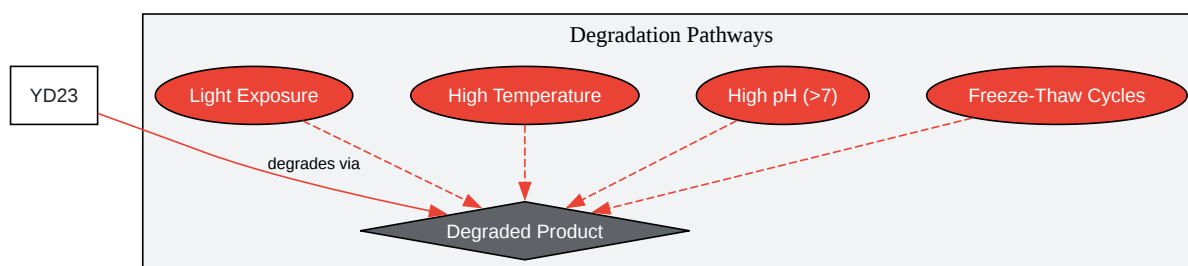 Degradation Pathways
YD23
Light Exposure
High Temperature
High pH (>7)
Freeze-Thaw Cycles
degrades via
Degraded Product